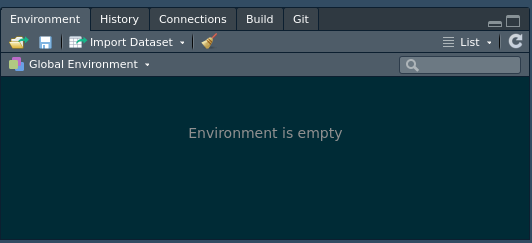 Environment History Connections Build Git
Import Dataset List
Global Environment
Environment is empty